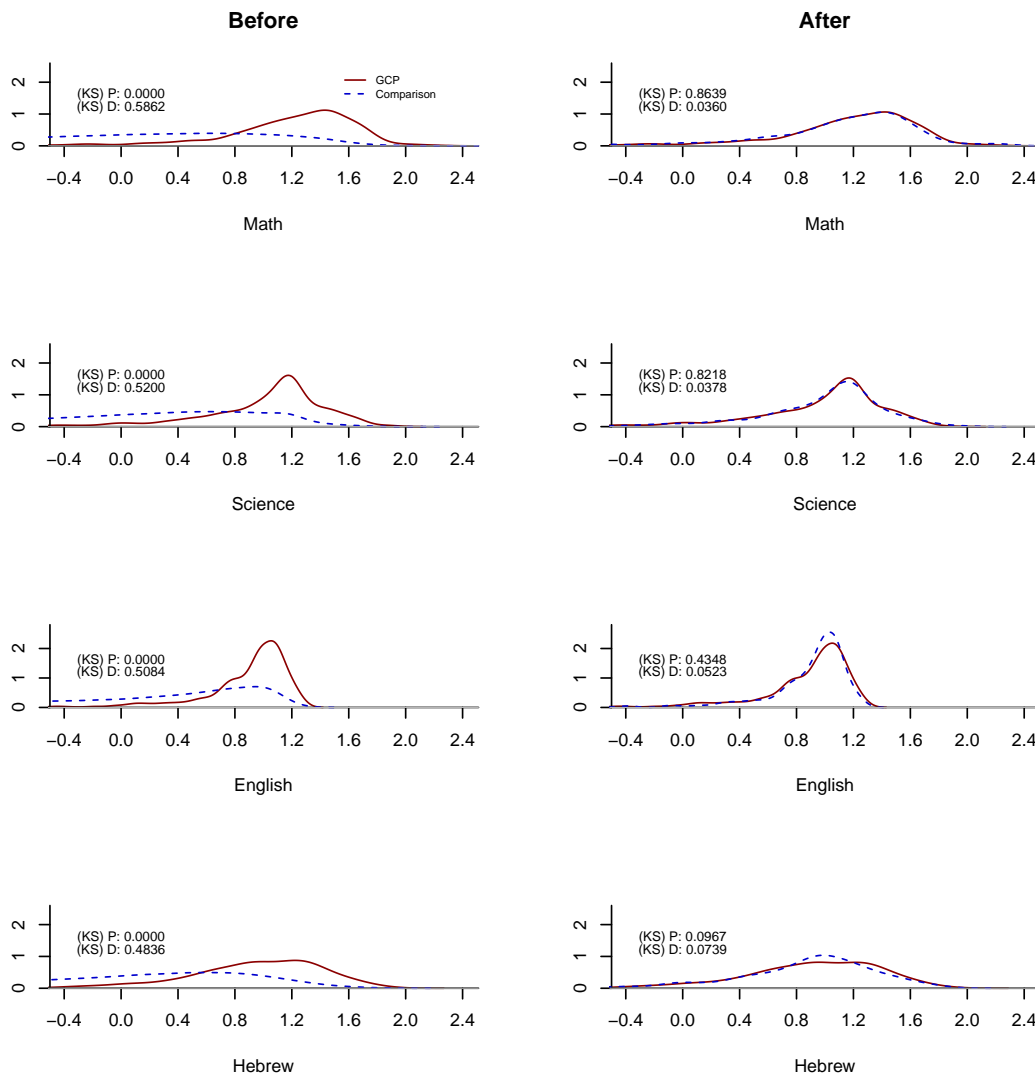 Before
After
0 1 2
(KS) P: 0.0000
(KS) D: 0.5862
GCP
Comparison
−0.4 0.0 0.4 0.8 1.2 1.6 2.0 2.4
Math
0 1 2
(KS) P: 0.8639
(KS) D: 0.0360
−0.4 0.0 0.4 0.8 1.2 1.6 2.0 2.4
Math
0 1 2
(KS) P: 0.0000
(KS) D: 0.5200
−0.4 0.0 0.4 0.8 1.2 1.6 2.0 2.4
Science
0 1 2
(KS) P: 0.8218
(KS) D: 0.0378
−0.4 0.0 0.4 0.8 1.2 1.6 2.0 2.4
Science
0 1 2
(KS) P: 0.0000
(KS) D: 0.5084
−0.4 0.0 0.4 0.8 1.2 1.6 2.0 2.4
English
0 1 2
(KS) P: 0.4348
(KS) D: 0.0523
−0.4 0.0 0.4 0.8 1.2 1.6 2.0 2.4
English
0 1 2
(KS) P: 0.0000
(KS) D: 0.4836
−0.4 0.0 0.4 0.8 1.2 1.6 2.0 2.4
Hebrew
0 1 2
(KS) P: 0.0967
(KS) D: 0.0739
−0.4 0.0 0.4 0.8 1.2 1.6 2.0 2.4
Hebrew